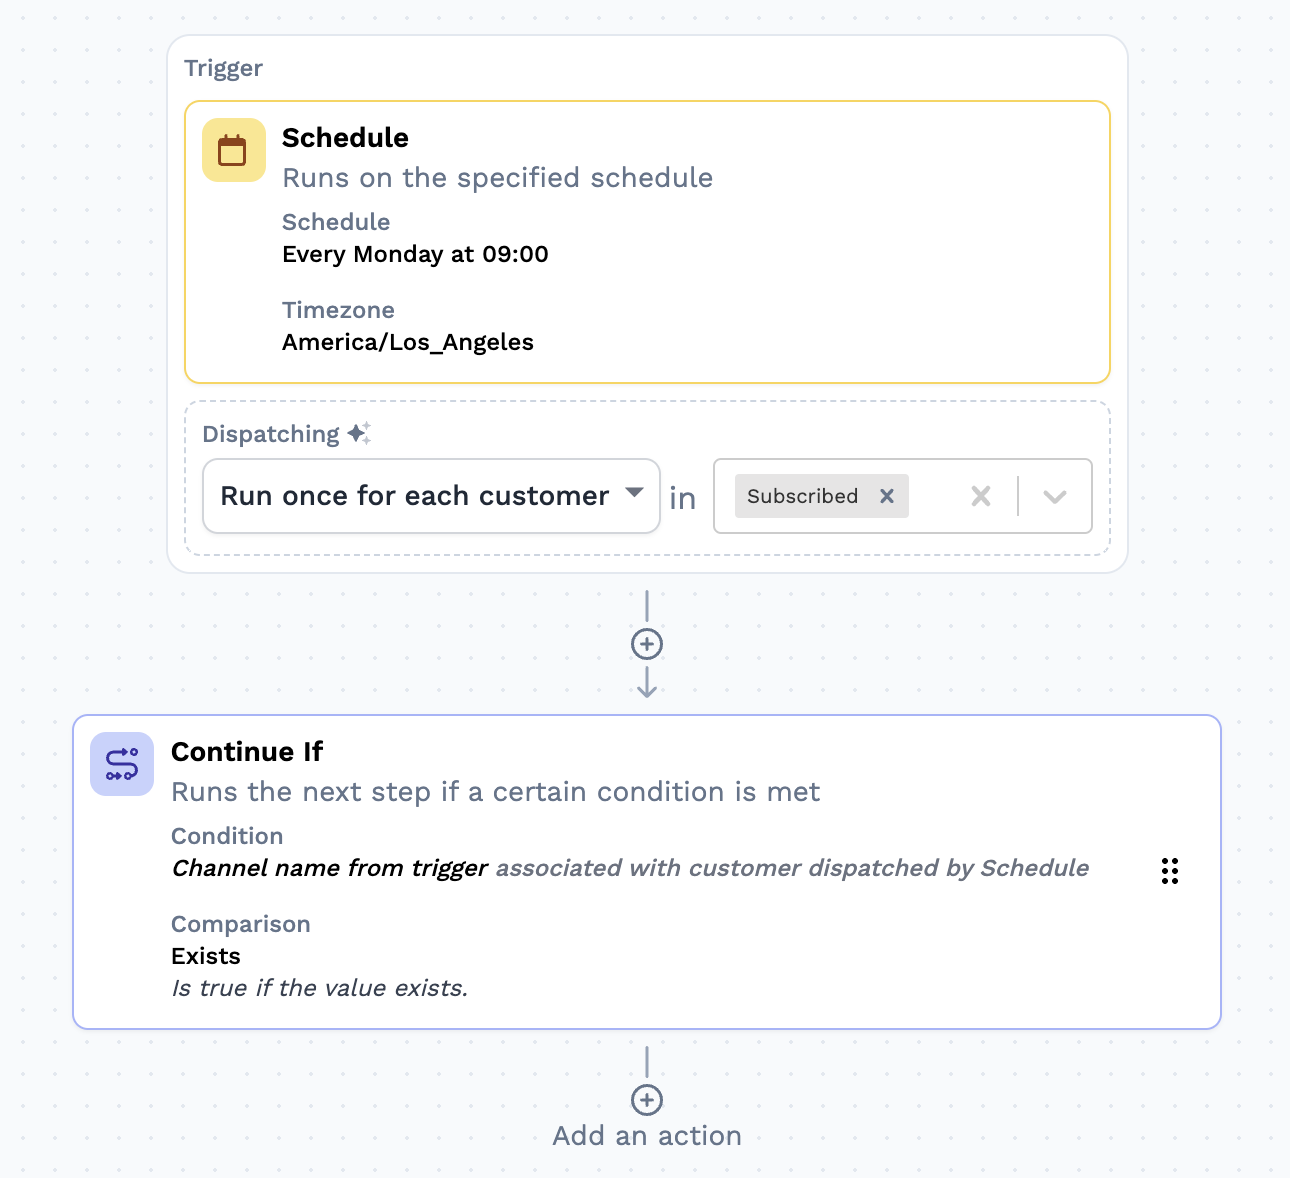 Trigger
Schedule
Runs on the specified schedule
Schedule
Every Monday at 09:00
Timezone
America/Los_Angeles
Dispatching
Run once for each customer in Subscribed
Continue If
Runs the next step if a certain condition is met
Condition
Channel name from trigger associated with customer dispatched by Schedule
Comparison
Exists
Is true if the value exists.
Add an action